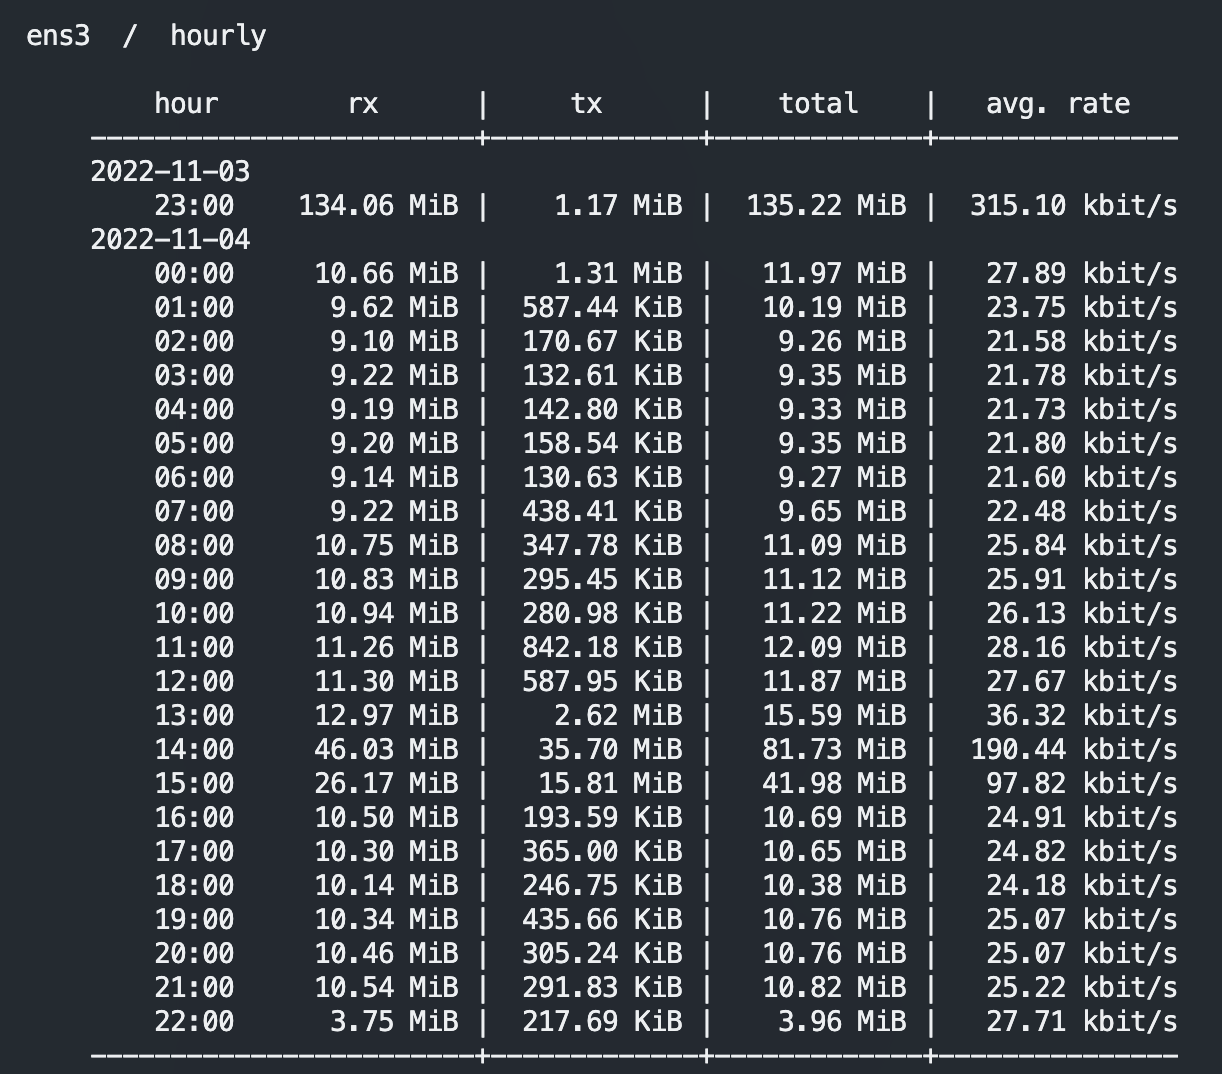 ens3  /  hourly
hour        rx      |     tx      |    total    |   avg. rate
------------------------+-------------+-------------+---------------
2022-11-03
23:00    134.06 MiB |    1.17 MiB |  135.22 MiB |  315.10 kbit/s
2022-11-04
00:00     10.66 MiB |    1.31 MiB |   11.97 MiB |   27.89 kbit/s
01:00      9.62 MiB |  587.44 KiB |   10.19 MiB |   23.75 kbit/s
02:00      9.10 MiB |  170.67 KiB |    9.26 MiB |   21.58 kbit/s
03:00      9.22 MiB |  132.61 KiB |    9.35 MiB |   21.78 kbit/s
04:00      9.19 MiB |  142.80 KiB |    9.33 MiB |   21.73 kbit/s
05:00      9.20 MiB |  158.54 KiB |    9.35 MiB |   21.80 kbit/s
06:00      9.14 MiB |  130.63 KiB |    9.27 MiB |   21.60 kbit/s
07:00      9.22 MiB |  438.41 KiB |    9.65 MiB |   22.48 kbit/s
08:00     10.75 MiB |  347.78 KiB |   11.09 MiB |   25.84 kbit/s
09:00     10.83 MiB |  295.45 KiB |   11.12 MiB |   25.91 kbit/s
10:00     10.94 MiB |  280.98 KiB |   11.22 MiB |   26.13 kbit/s
11:00     11.26 MiB |  842.18 KiB |   12.09 MiB |   28.16 kbit/s
12:00     11.30 MiB |  587.95 KiB |   11.87 MiB |   27.67 kbit/s
13:00     12.97 MiB |    2.62 MiB |   15.59 MiB |   36.32 kbit/s
14:00     46.03 MiB |   35.70 MiB |   81.73 MiB |  190.44 kbit/s
15:00     26.17 MiB |   15.81 MiB |   41.98 MiB |   97.82 kbit/s
16:00     10.50 MiB |  193.59 KiB |   10.69 MiB |   24.91 kbit/s
17:00     10.30 MiB |  365.00 KiB |   10.65 MiB |   24.82 kbit/s
18:00     10.14 MiB |  246.75 KiB |   10.38 MiB |   24.18 kbit/s
19:00     10.34 MiB |  435.66 KiB |   10.76 MiB |   25.07 kbit/s
20:00     10.46 MiB |  305.24 KiB |   10.76 MiB |   25.07 kbit/s
21:00     10.54 MiB |  291.83 KiB |   10.82 MiB |   25.22 kbit/s
22:00      3.75 MiB |  217.69 KiB |    3.96 MiB |   27.71 kbit/s
------------------------+-------------+-------------+---------------